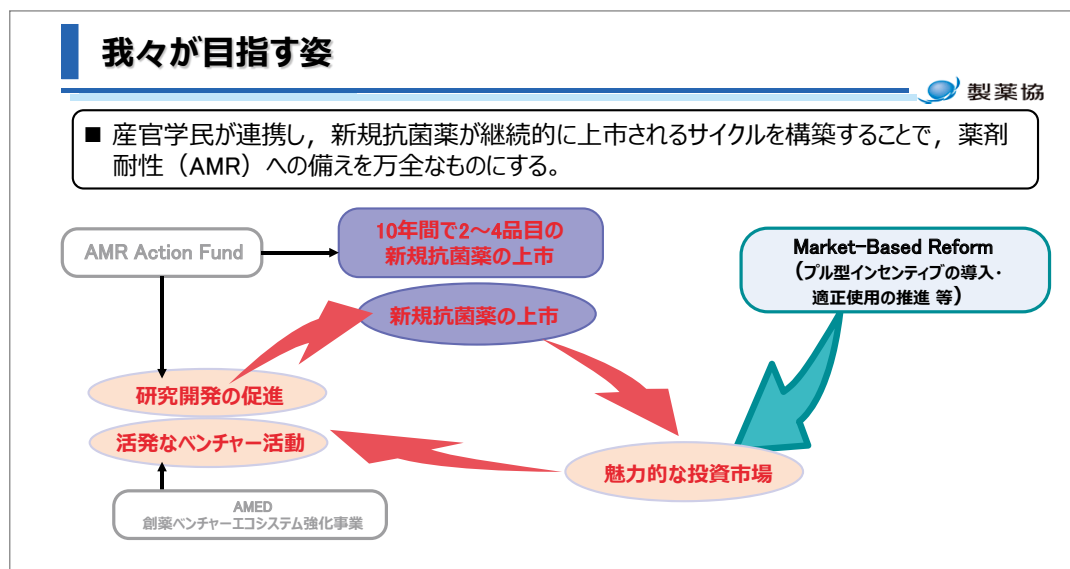 我々が目指す姿
製薬協
■ 産官学民が連携し，新規抗菌薬が継続的に上市されるサイクルを構築することで，薬剤
耐性（AMR）への備えを万全なものにする。
AMR Action Fund
10年間で2～4品目の
新規抗菌薬の上市
Market-Based Reform
（プル型インセンティブの導入・
適正使用の推進 等）
新規抗菌薬の上市
研究開発の促進
活発なベンチャー活動
魅力的な投資市場
AMED
創薬ベンチャーエコシステム強化事業